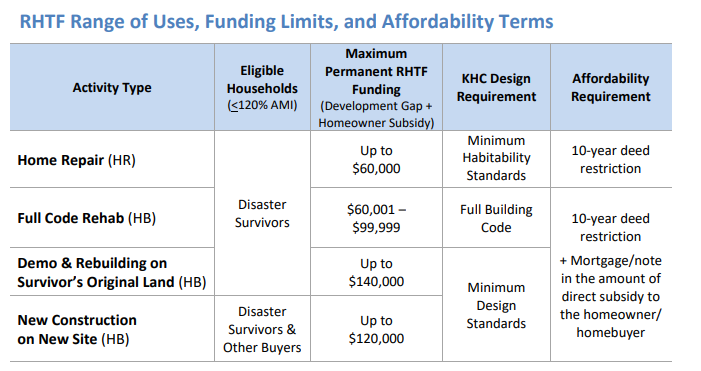 RHTF Range of Uses, Funding Limits, and Affordability Terms
Activity Type
Eligible
Households
(<120% AMI)
Maximum
Permanent RHTF
Funding
(Development Gap +
Homeowner Subsidy)
KHC Design
Requirement
Affordability
Requirement
Home Repair (HR)
Disaster
Survivors
Up to
$60,000
Minimum
Habitability
Standards
10-year deed
restriction
Full Code Rehab (HB)
$60,001 –
$99,999
Full Building
Code
10-year deed
restriction
+ Mortgage/note
in the amount of
direct subsidy to
the homeowner/
homebuyer
Demo & Rebuilding on
Survivor's Original Land (HB)
Up to
$140,000
Minimum
Design
Standards
New Construction
on New Site (HB)
Disaster
Survivors &
Other Buyers
Up to
$120,000